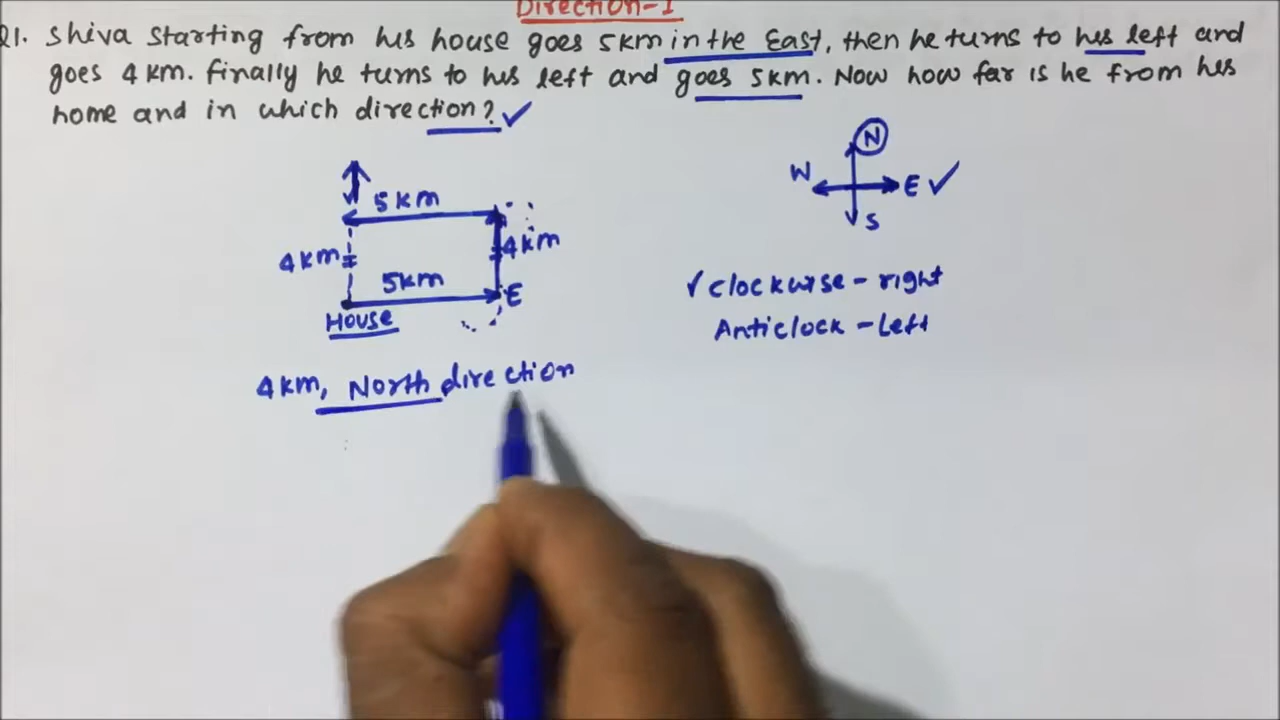 Direction-1
Q1. Shiva starting from his house goes 5km in the East, then he turns to his left and
goes 4 km. finally he turns to his left and goes 5km. Now how far is he from his
home and in which direction?
N
W E
S
5km
4km 4km
5km
E
House
Clockwise - right
Anticlock - Left
4km, North direction